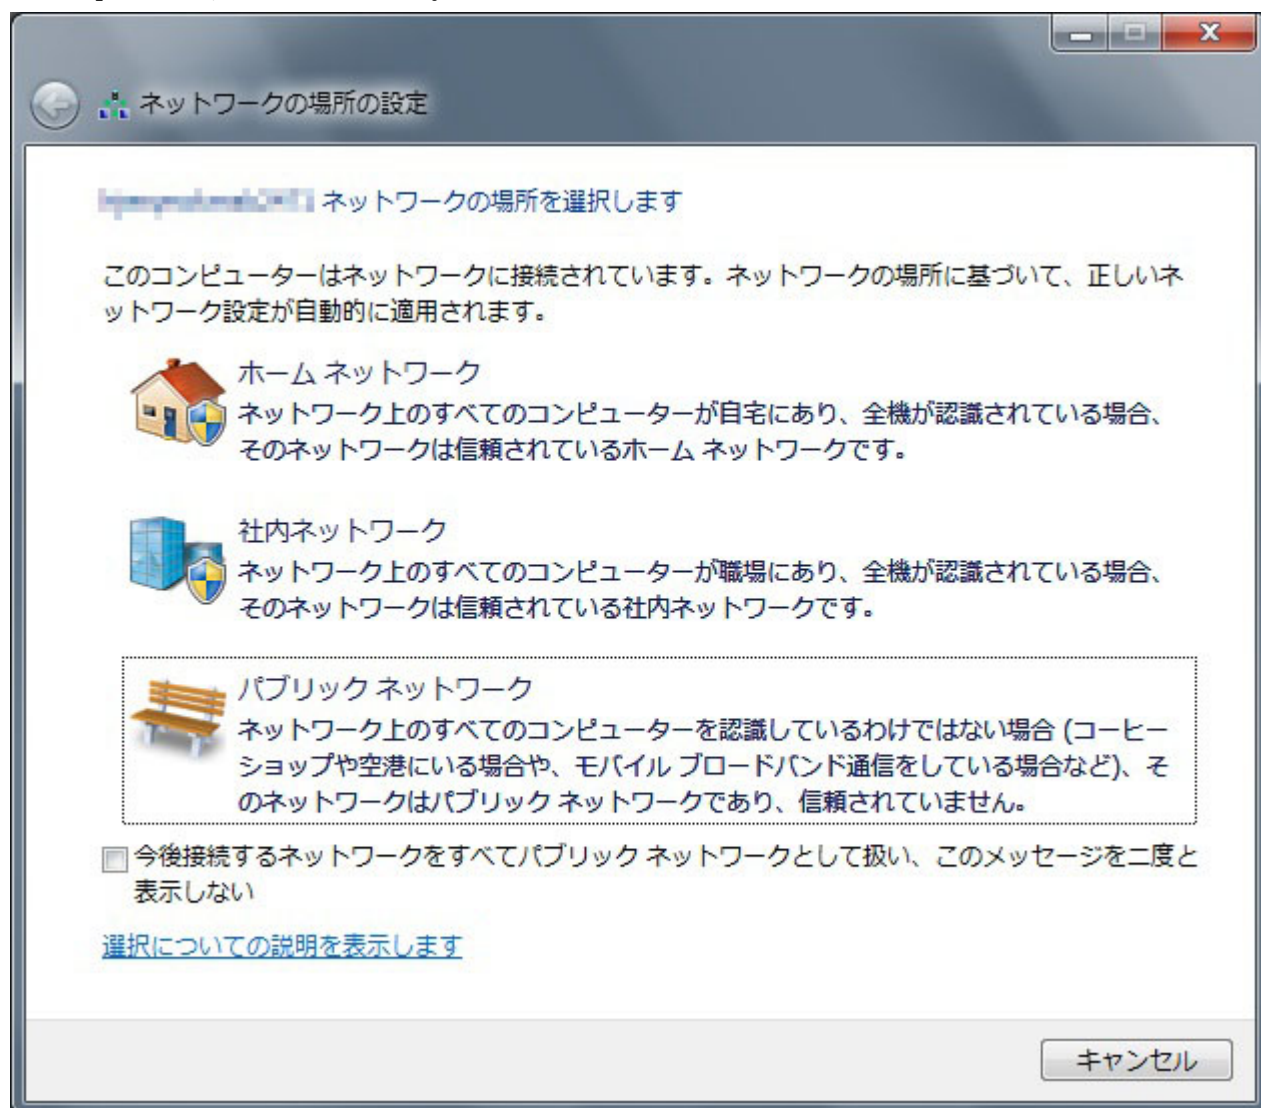 ネットワークの場所の設定
ネットワークの場所を選択します
このコンピューターはネットワークに接続されています。ネットワークの場所に基づいて、正しいネ
ットワーク設定が自動的に適用されます。
ホーム ネットワーク
ネットワーク上のすべてのコンピューターが自宅にあり、全機が認識されている場合、
そのネットワークは信頼されているホーム ネットワークです。
社内ネットワーク
ネットワーク上のすべてのコンピューターが職場にあり、全機が認識されている場合、
そのネットワークは信頼されている社内ネットワークです。
パブリック ネットワーク
ネットワーク上のすべてのコンピューターを認識しているわけではない場合 (コーヒー
ショップや空港にいる場合や、モバイル ブロードバンド通信をしている場合など)、そ
のネットワークはパブリック ネットワークであり、信頼されていません。
今後接続するネットワークをすべてパブリック ネットワークとして扱い、このメッセージを二度と
表示しない
選択についての説明を表示します
キャンセル